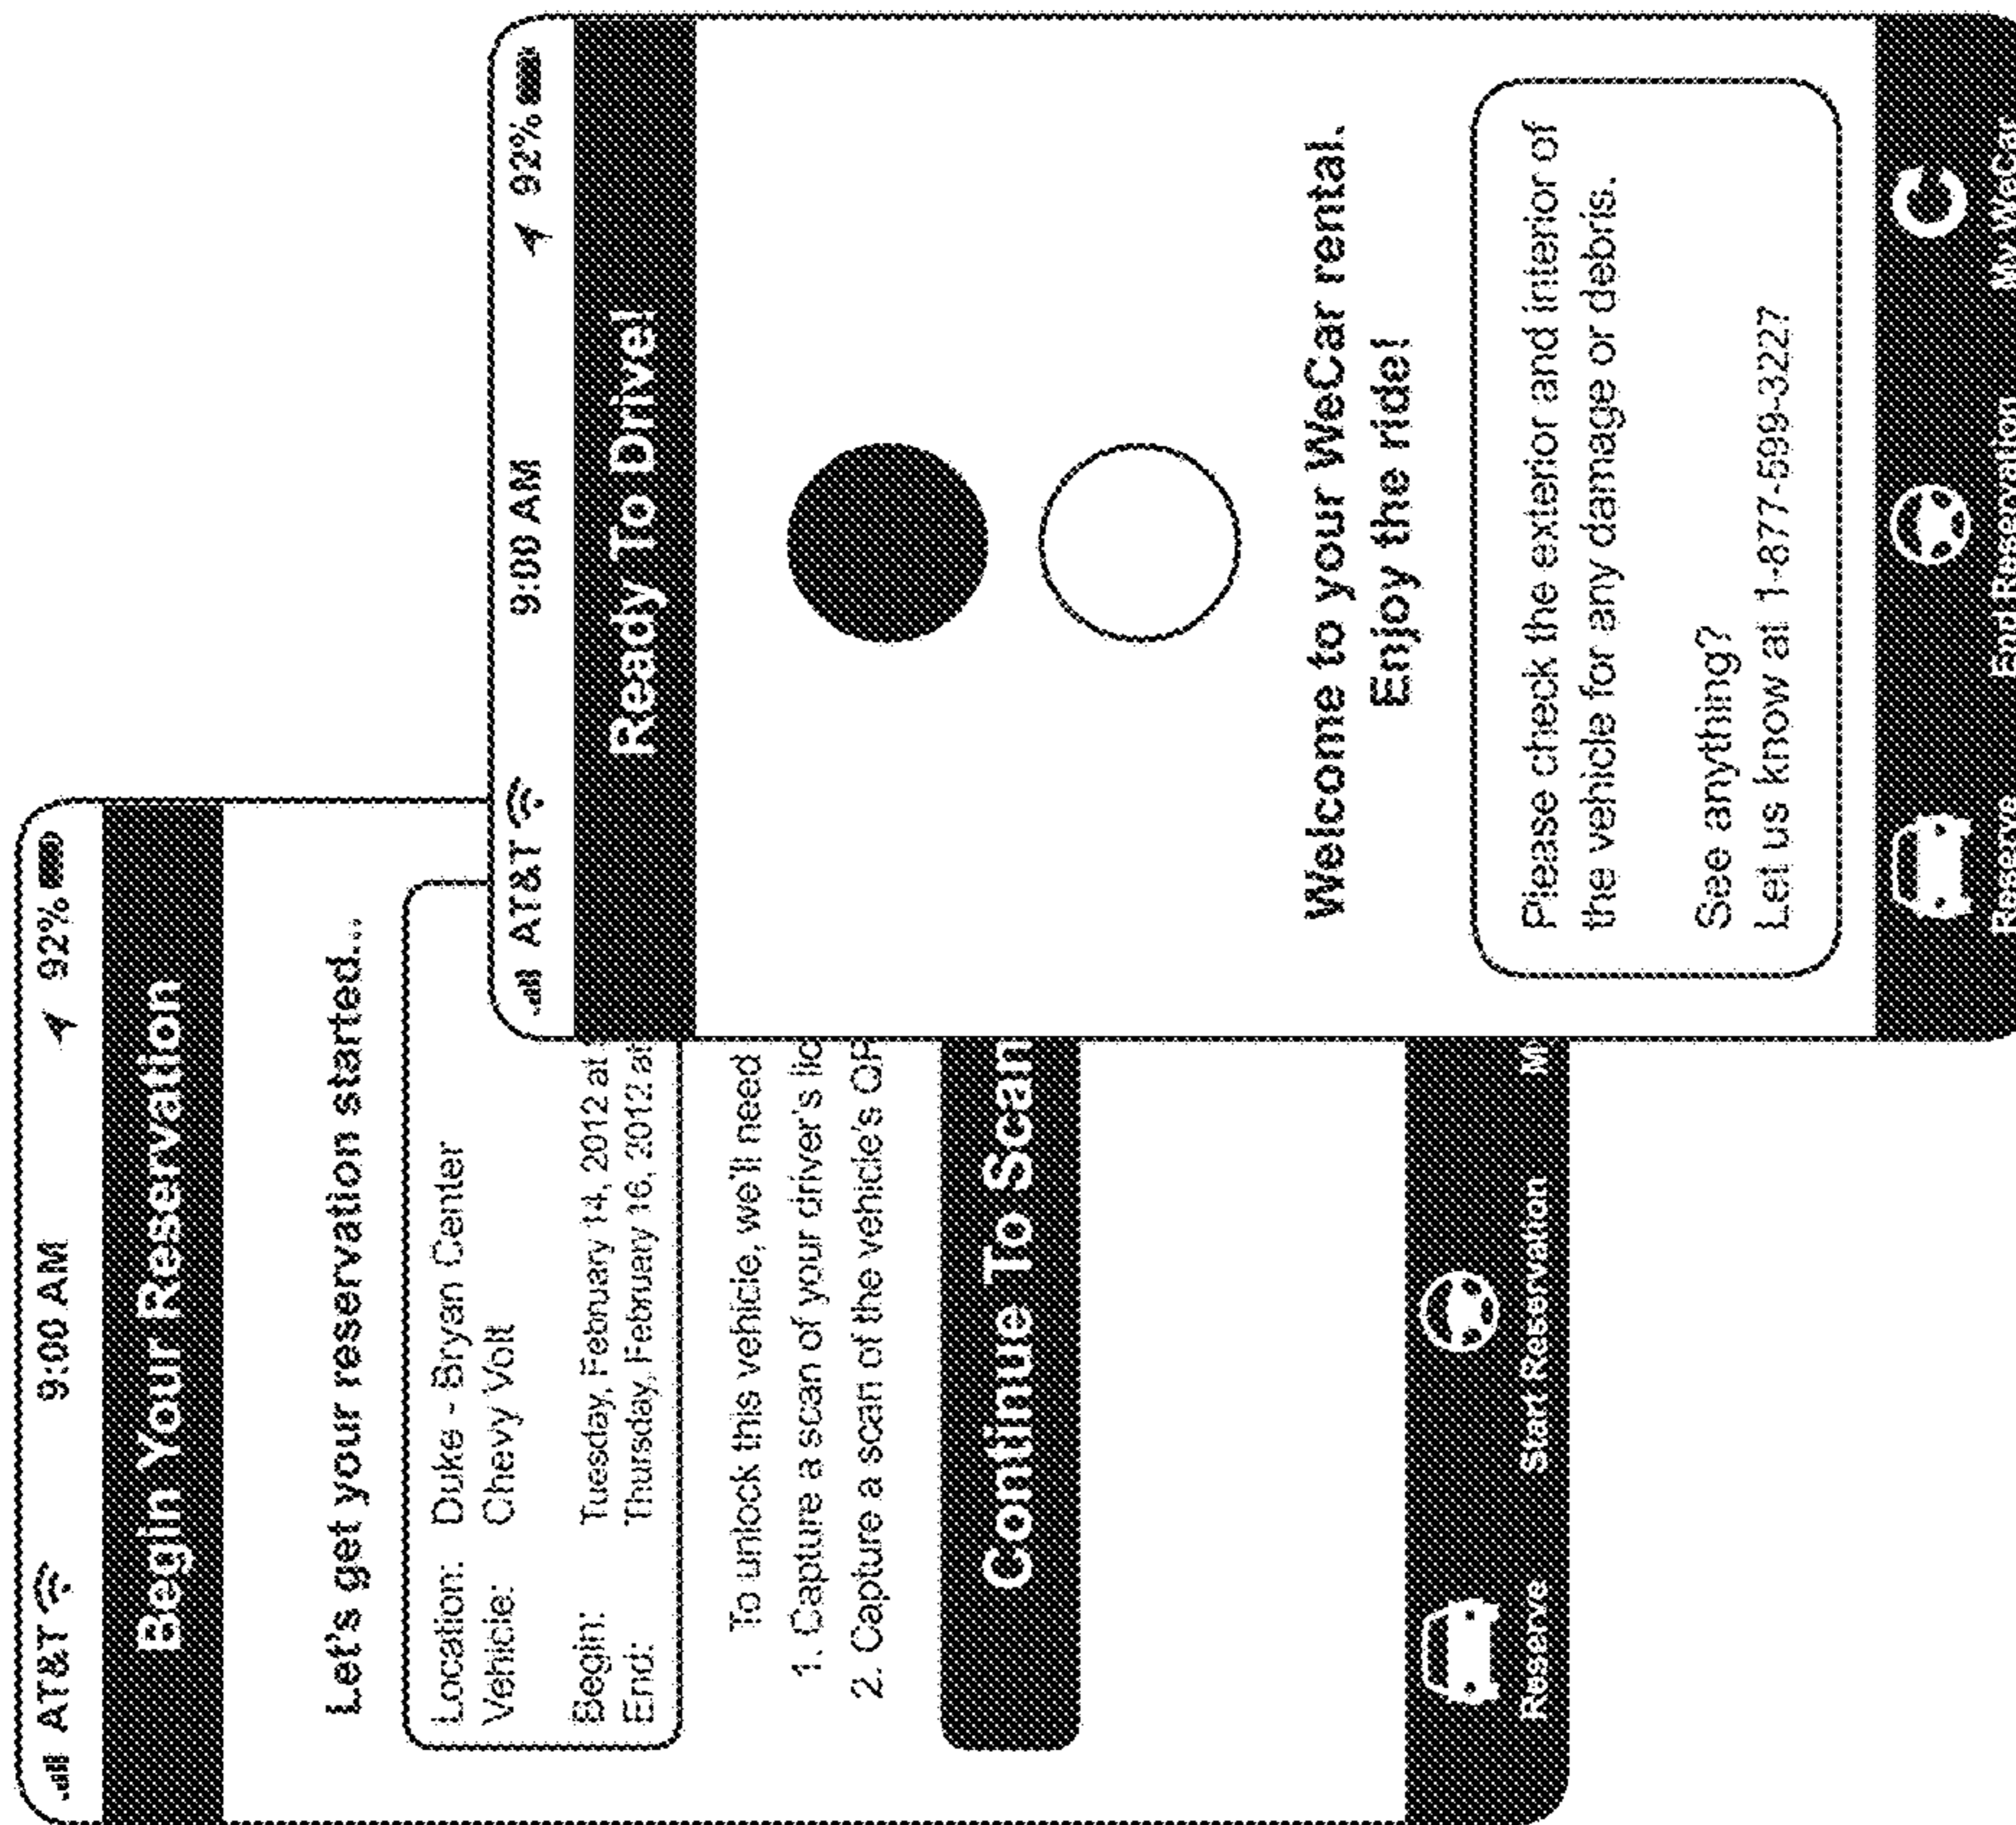 AT&T 9:00 AM 92%
Begin Your Reservation
Let's get your reservation started...
Location: Duke - Bryan Center
Vehicle: Chevy Volt
Begin: Tuesday, February 14, 2012 at
End: Thursday, February 16, 2012 at
To unlock this vehicle, we'll need
1. Capture a scan of your driver's lic
2. Capture a scan of the vehicle's QR
Continue To Scan
Reserve Start Reservation M
AT&T 9:00 AM 92%
Ready To Drive!
Welcome to your WeCar rental.
Enjoy the ride!
Please check the exterior and interior of
the vehicle for any damage or debris.
See anything?
Let us know at 1-877-599-3227
Reserve End Reservation My WeCar